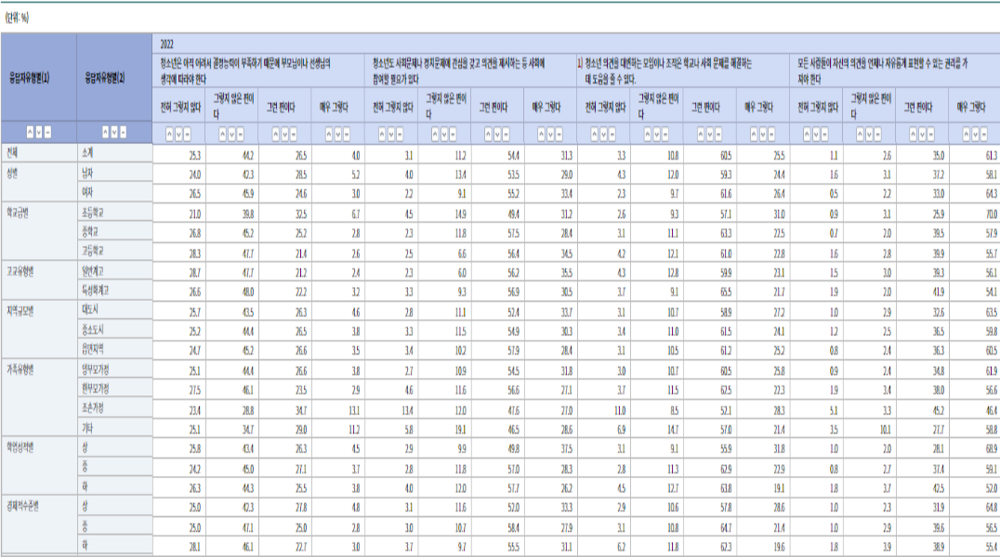 (단위: %)
응답자유형별(1) 응답자유형별(2) 2022
청소년은 아직 어려서 결정능력이 부족하기 때문에 부모님이나 선생님의 생각에 따라야 한다
청소년도 사회문제나 정치문제에 관심을 갖고 의견을 제시하는 등 사회에 참여할 필요가 있다
1) 청소년 의견을 대변하는 모임이나 조직은 학교나 사회 문제를 해결하는 데 도움을 줄 수 있다.
모든 사람들이 자신의 의견을 언제나 자유롭게 표현할 수 있는 권리를 가져야 한다
전혀 그렇지 않다 그렇지 않은 편이다 그런 편이다 매우 그렇다 전혀 그렇지 않다 그렇지 않은 편이다 그런 편이다 매우 그렇다 전혀 그렇지 않다 그렇지 않은 편이다 그런 편이다 매우 그렇다 전혀 그렇지 않다 그렇지 않은 편이다 그런 편이다 매우 그렇다
전체 소계 25.3 44.2 26.5 4.0 3.1 11.2 54.4 31.3 3.3 10.8 60.5 25.5 1.1 2.6 35.0 61.3
성별 남자 24.0 42.3 28.5 5.2 4.0 13.4 53.5 29.0 4.3 12.0 59.3 24.4 1.6 3.1 37.2 58.1
여자 26.5 45.9 24.6 3.0 2.2 9.1 55.2 33.4 2.3 9.7 61.6 26.4 0.5 2.2 33.0 64.3
학교급별 초등학교 21.0 39.8 32.5 6.7 4.5 14.9 49.4 31.2 2.6 9.3 57.1 31.0 0.9 3.1 25.9 70.0
중학교 26.8 45.2 25.2 2.8 2.3 11.8 57.5 28.4 3.1 11.1 63.3 22.5 0.7 2.0 39.5 57.9
고등학교 28.3 47.7 21.4 2.6 2.5 6.6 56.4 34.5 4.2 12.1 61.0 22.8 1.6 2.8 39.9 55.7
고교유형별 일반계고 28.7 47.7 21.2 2.4 2.3 6.0 56.2 35.5 4.3 12.8 59.9 23.1 1.5 3.0 39.3 56.1
특성화계고 26.6 48.0 22.2 3.2 3.3 9.3 56.9 30.5 3.7 9.1 65.5 21.7 1.9 2.0 41.9 54.1
지역규모별 대도시 25.7 43.5 26.3 4.6 2.8 11.1 52.4 33.7 3.1 10.7 58.9 27.2 1.0 2.9 32.6 63.5
중소도시 25.2 44.4 26.5 3.8 3.3 11.5 54.9 30.3 3.4 11.0 61.5 24.1 1.2 2.5 36.5 59.8
읍면지역 24.7 45.2 26.6 3.5 3.4 10.2 57.9 28.4 3.1 10.5 61.2 25.2 0.8 2.4 36.3 60.5
가족유형별 양부모가정 25.1 44.4 26.6 3.8 2.7 10.9 54.5 31.8 3.0 10.7 60.5 25.8 0.9 2.4 34.8 61.9
한부모가정 27.5 46.1 23.5 2.9 4.6 11.6 56.6 27.1 3.7 11.5 62.5 22.3 1.9 3.4 38.0 56.6
조손가정 23.4 28.8 34.7 13.1 13.4 12.0 47.6 27.0 11.0 8.5 52.1 28.3 5.1 3.3 45.2 46.4
기타 25.1 34.7 29.0 11.2 5.8 19.1 46.5 28.6 6.9 14.7 57.0 21.4 3.5 10.1 27.7 58.8
학업성적별 상 25.8 43.4 26.3 4.5 2.9 9.9 49.8 37.5 3.1 9.1 55.9 31.8 1.0 2.0 28.1 68.9
중 24.2 45.0 27.1 3.7 2.8 11.8 57.0 28.3 2.8 11.3 62.9 22.9 0.8 2.7 37.4 59.1
하 26.3 44.3 25.5 3.8 4.0 12.0 57.7 26.2 4.5 12.7 63.8 19.1 1.8 3.7 42.5 52.0
경제적수준별 상 25.0 42.3 27.8 4.8 3.1 11.6 52.0 33.3 2.9 10.6 57.8 28.6 1.0 2.3 31.9 64.8
중 25.0 47.1 25.0 2.8 3.0 10.7 58.4 27.9 3.1 10.8 64.7 21.4 1.0 2.9 39.6 56.5
하 28.1 46.1 22.7 3.0 3.7 9.7 55.5 31.1 6.2 11.8 62.3 19.6 1.8 3.9 38.9 55.4